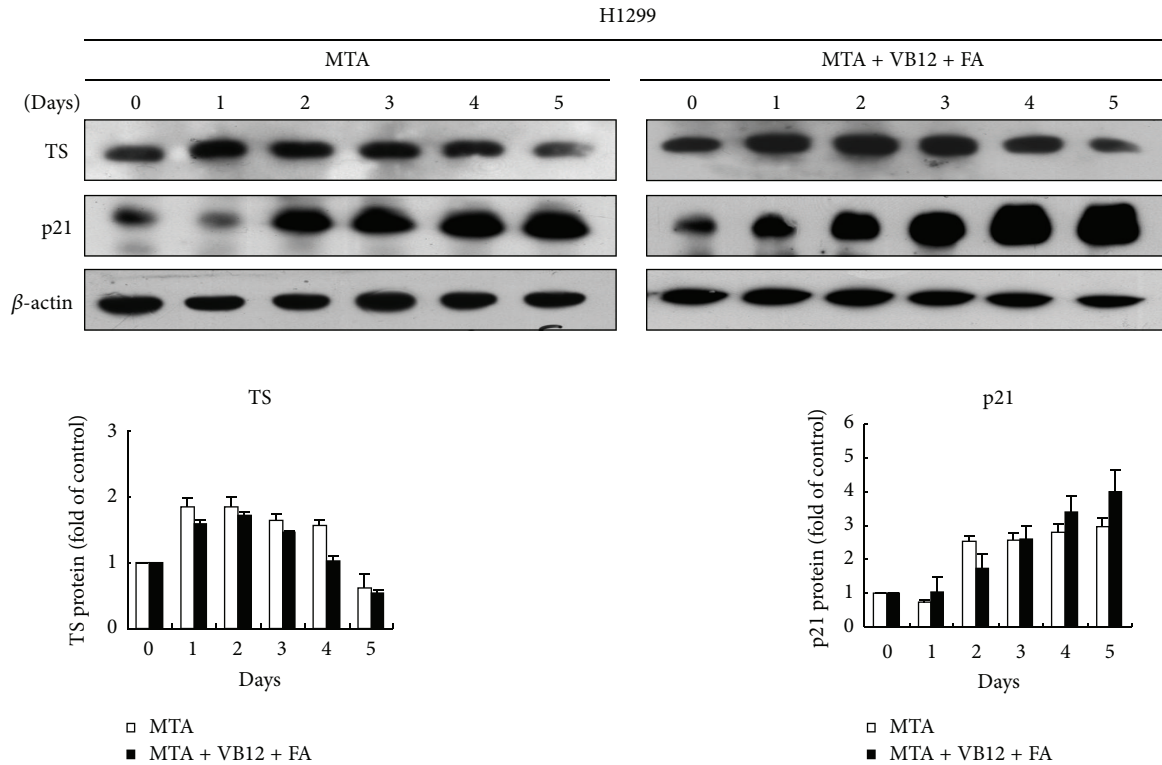 H1299
MTA
MTA + VB12 + FA
(Days) 0 1 2 3 4 5 0 1 2 3 4 5
TS
p21
β-actin
TS
TS protein (fold of control)
3
2
1
0
0 1 2 3 4 5
Days
MTA
MTA + VB12 + FA
p21
p21 protein (fold of control)
6
5
4
3
2
1
0
0 1 2 3 4 5
Days
MTA
MTA + VB12 + FA